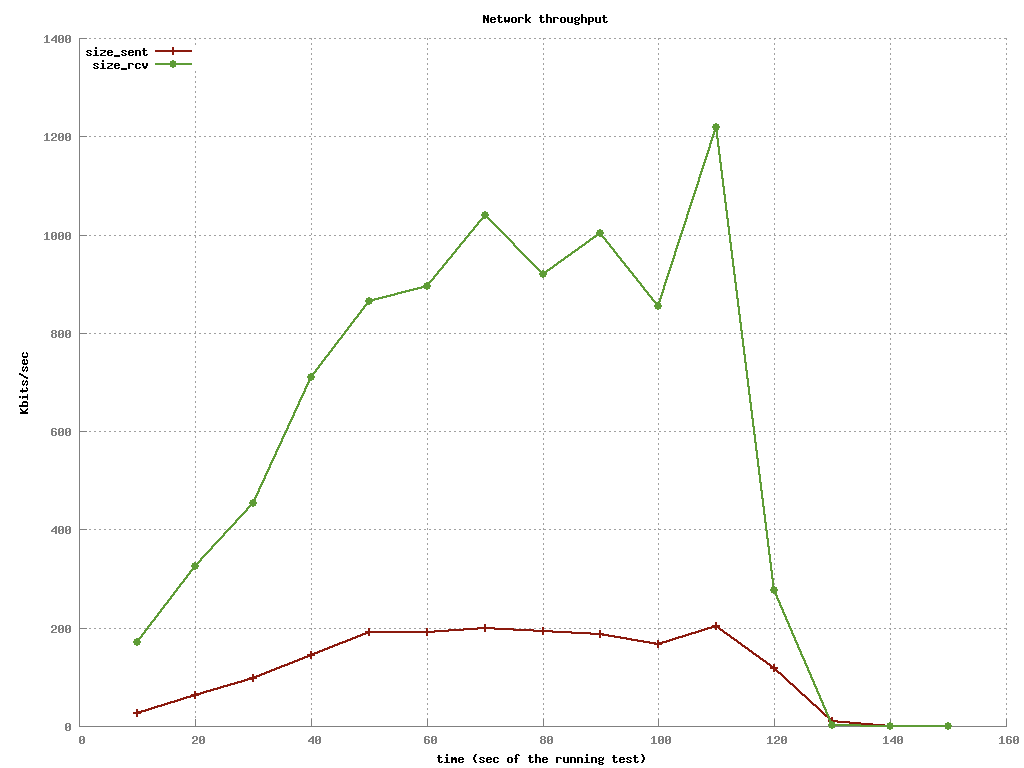 Network throughput
1400
size_sent
size_rcv
1200
1000
800
Kbits/sec
600
400
200
0
0 20 40 60 80 100 120 140 160
time (sec of the running test)